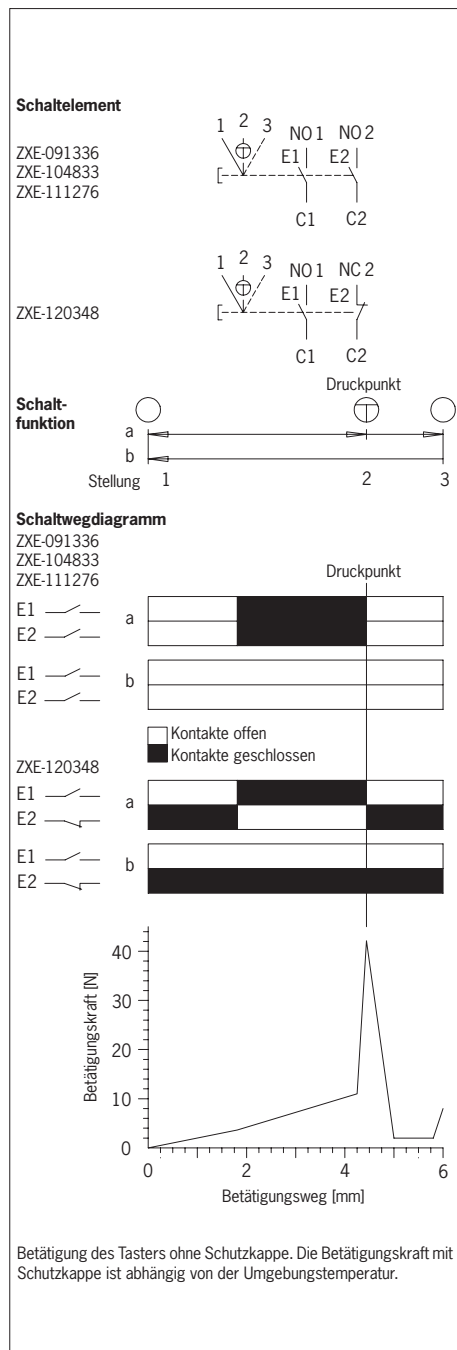 Schaltelement
ZXE-091336
ZXE-104833
ZXE-111276
1 2 3 NO 1 NO 2
E1 E2
C1 C2
ZXE-120348
1 2 3 NO 1 NC 2
E1 E2
C1 C2
Schalt-
funktion
Druckpunkt
a
b
Stellung 1 2 3
Schaltwegdiagramm
ZXE-091336
ZXE-104833
ZXE-111276
Druckpunkt
E1
E2
a
E1
E2
b
Kontakte offen
Kontakte geschlossen
ZXE-120348
E1
E2
a
E1
E2
b
Betätigungskraft [N]
40
30
20
10
0
0 2 4 6
Betätigungsweg [mm]
Betätigung des Tasters ohne Schutzkappe. Die Betätigungskraft mit
Schutzkappe ist abhängig von der Umgebungstemperatur.